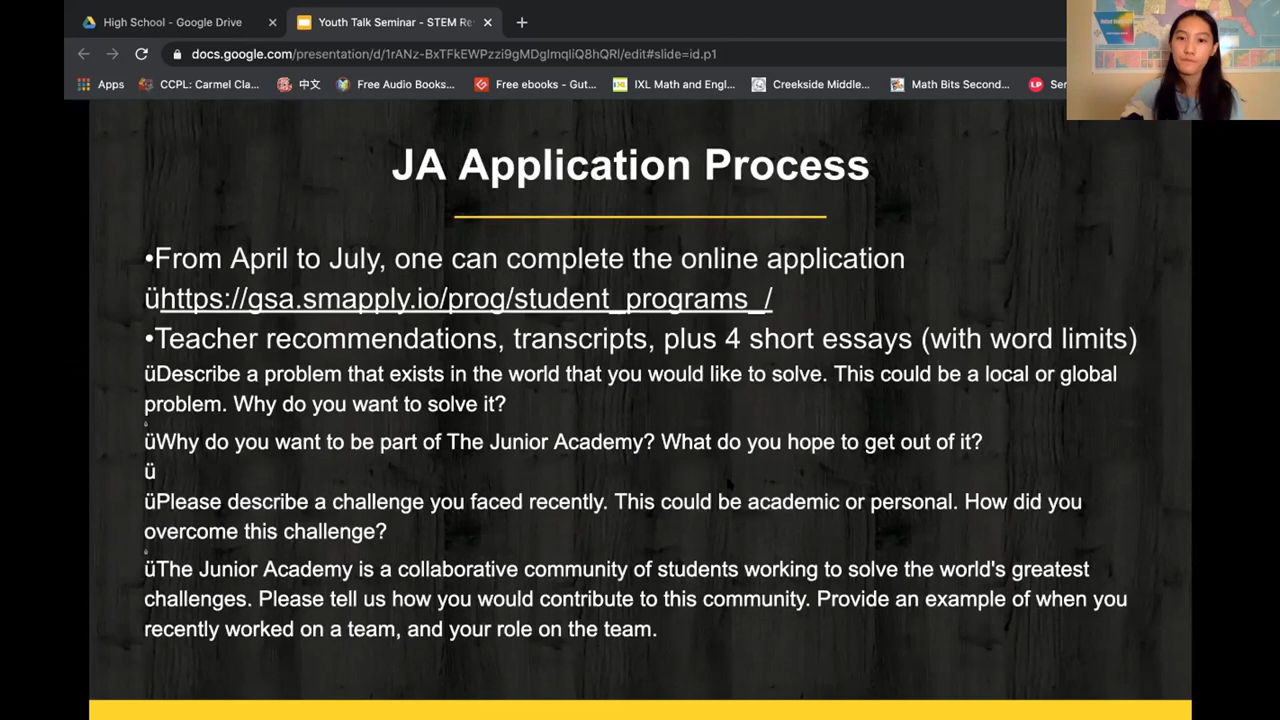 High School - Google Drive
Youth Talk Seminar - STEM Re
docs.google.com/presentation/d/1rANz-BxTFkEWPzzi9gMDgImqliQ8hQRI/edit#slide=id.p1
Apps
CCPL: Carmel Cla...
中文
Free Audio Books...
Free ebooks - Gut...
IXL Math and Engl...
Creekside Middle...
Math Bits Second...
LP
Ser
JA Application Process
•From April to July, one can complete the online application
ühttps://gsa.smapply.io/prog/student_programs_/
•Teacher recommendations, transcripts, plus 4 short essays (with word limits)
üDescribe a problem that exists in the world that you would like to solve. This could be a local or global
problem. Why do you want to solve it?
üWhy do you want to be part of The Junior Academy? What do you hope to get out of it?
ü
üPlease describe a challenge you faced recently. This could be academic or personal. How did you
overcome this challenge?
üThe Junior Academy is a collaborative community of students working to solve the world's greatest
challenges. Please tell us how you would contribute to this community. Provide an example of when you
recently worked on a team, and your role on the team.